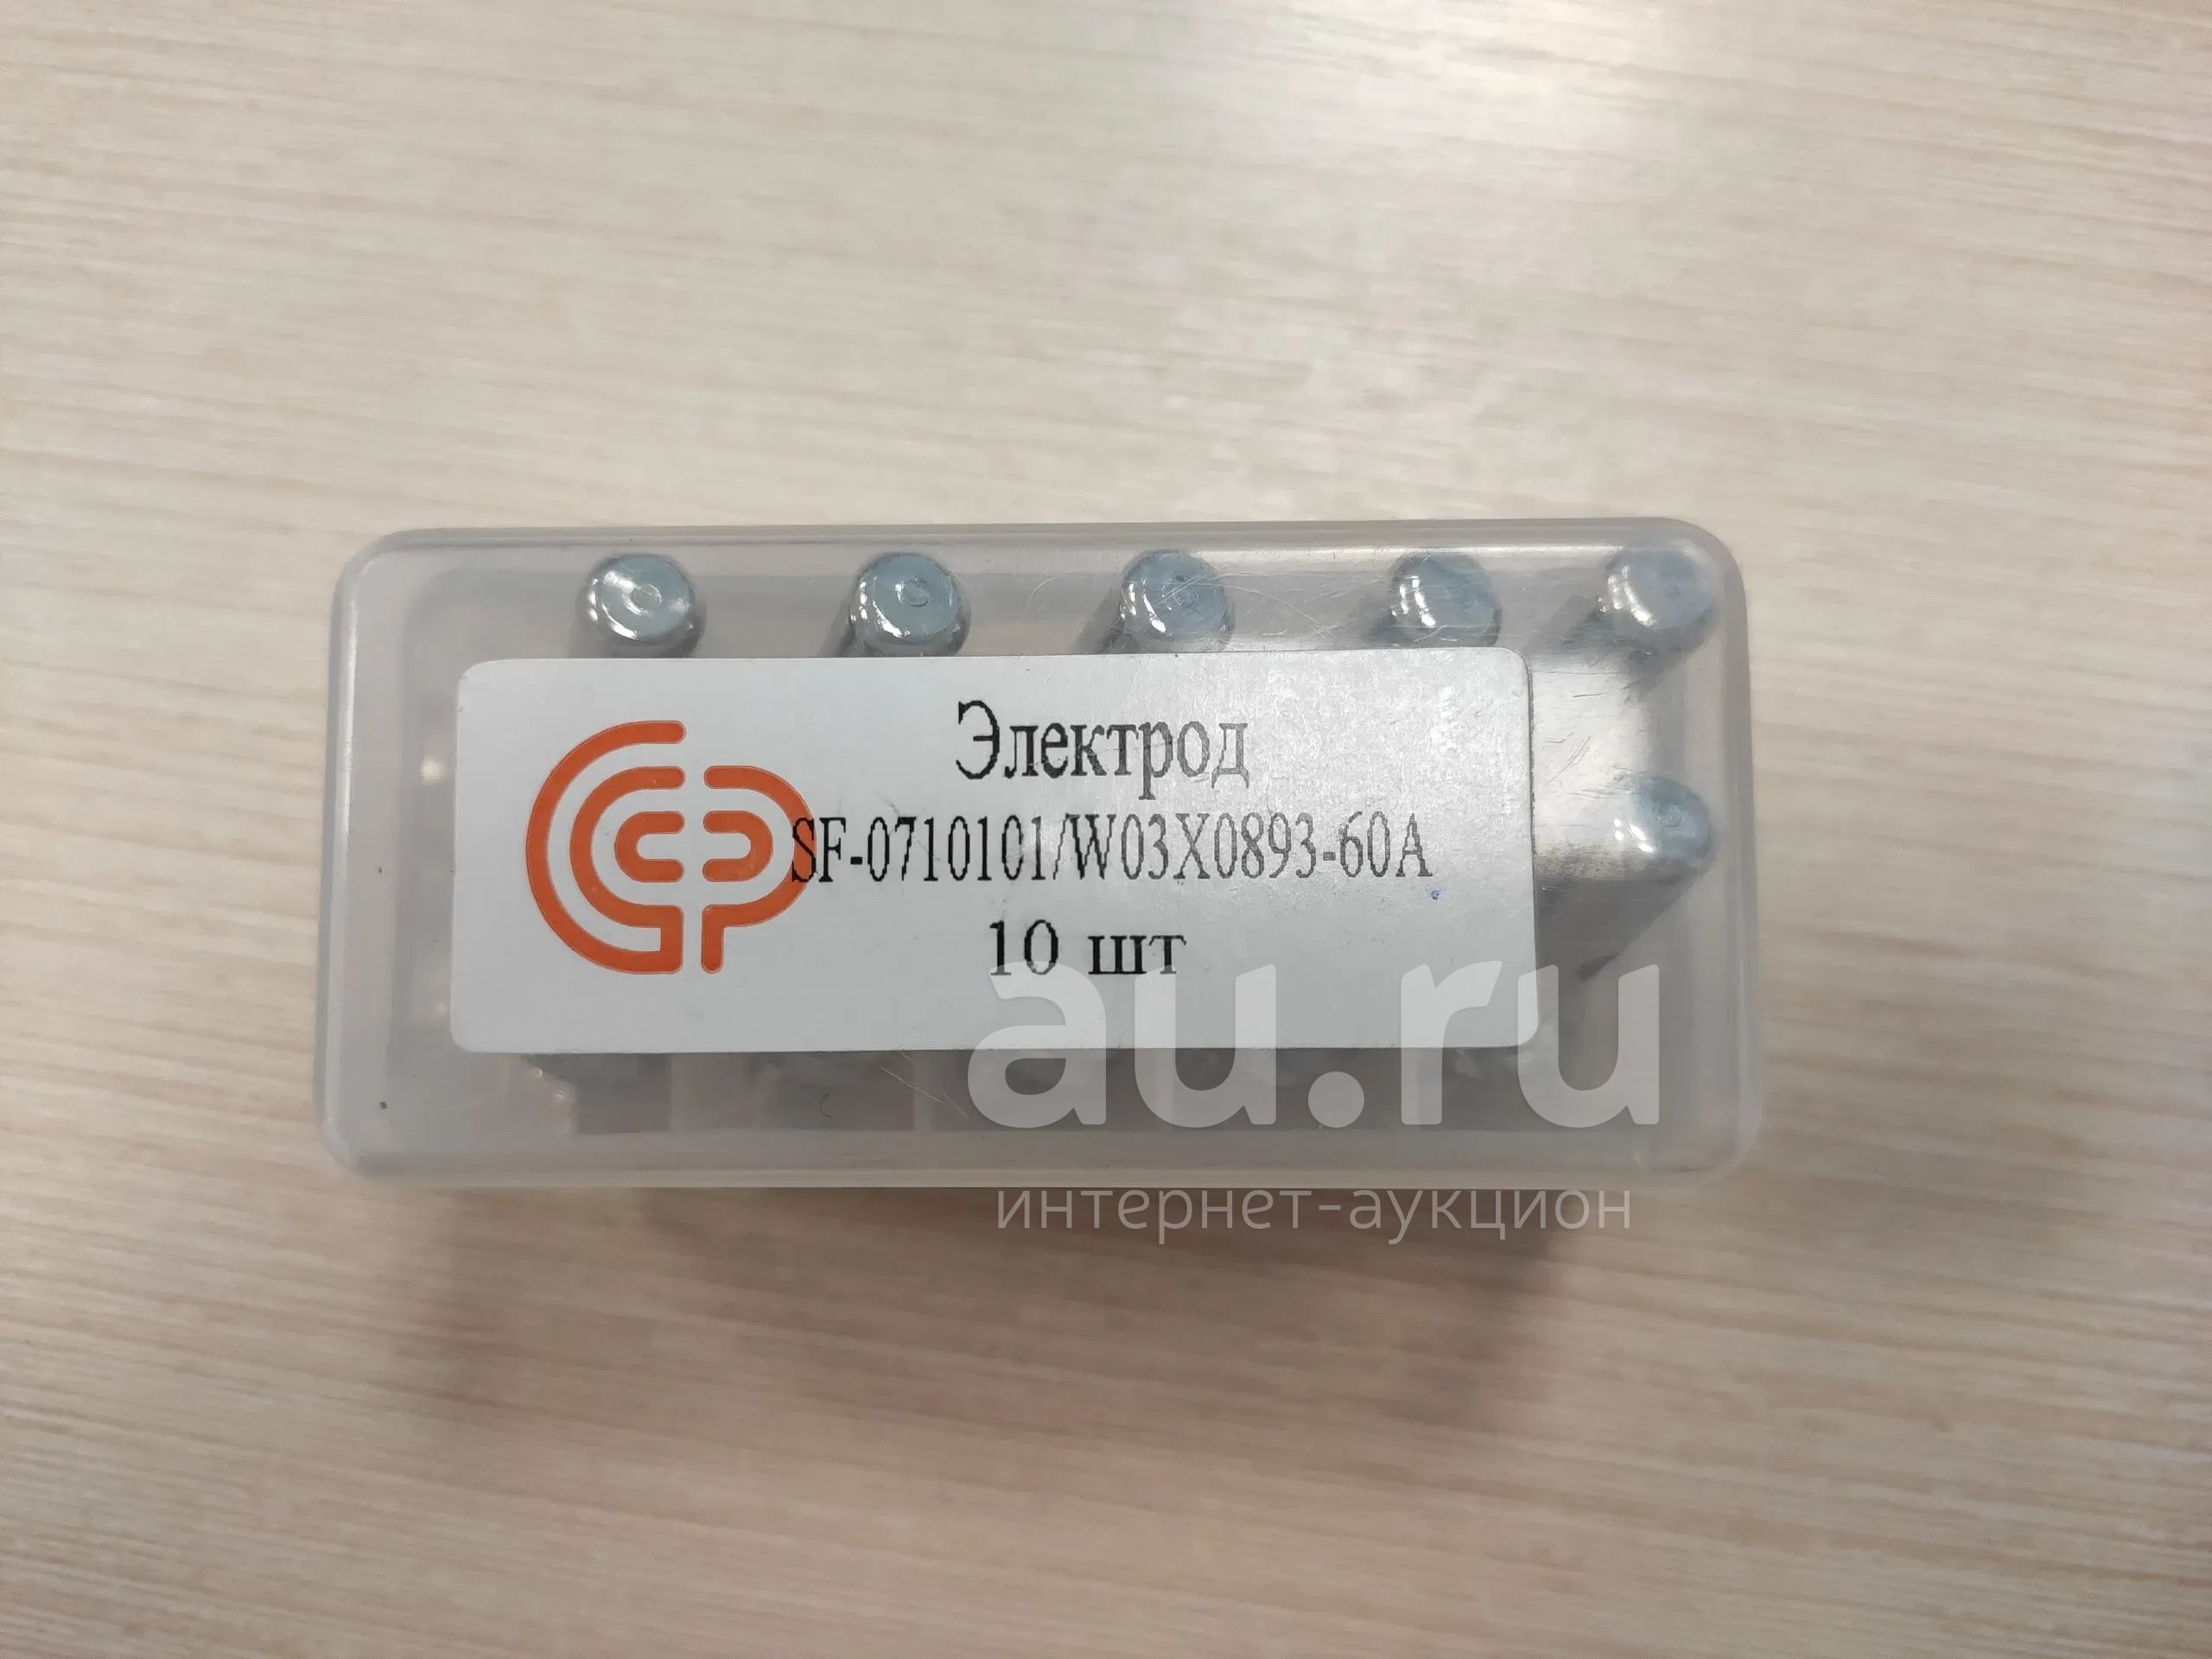 Электрод
SF-0710101/W03X0893-60A
10 шт
au.ru
интернет-аукцион